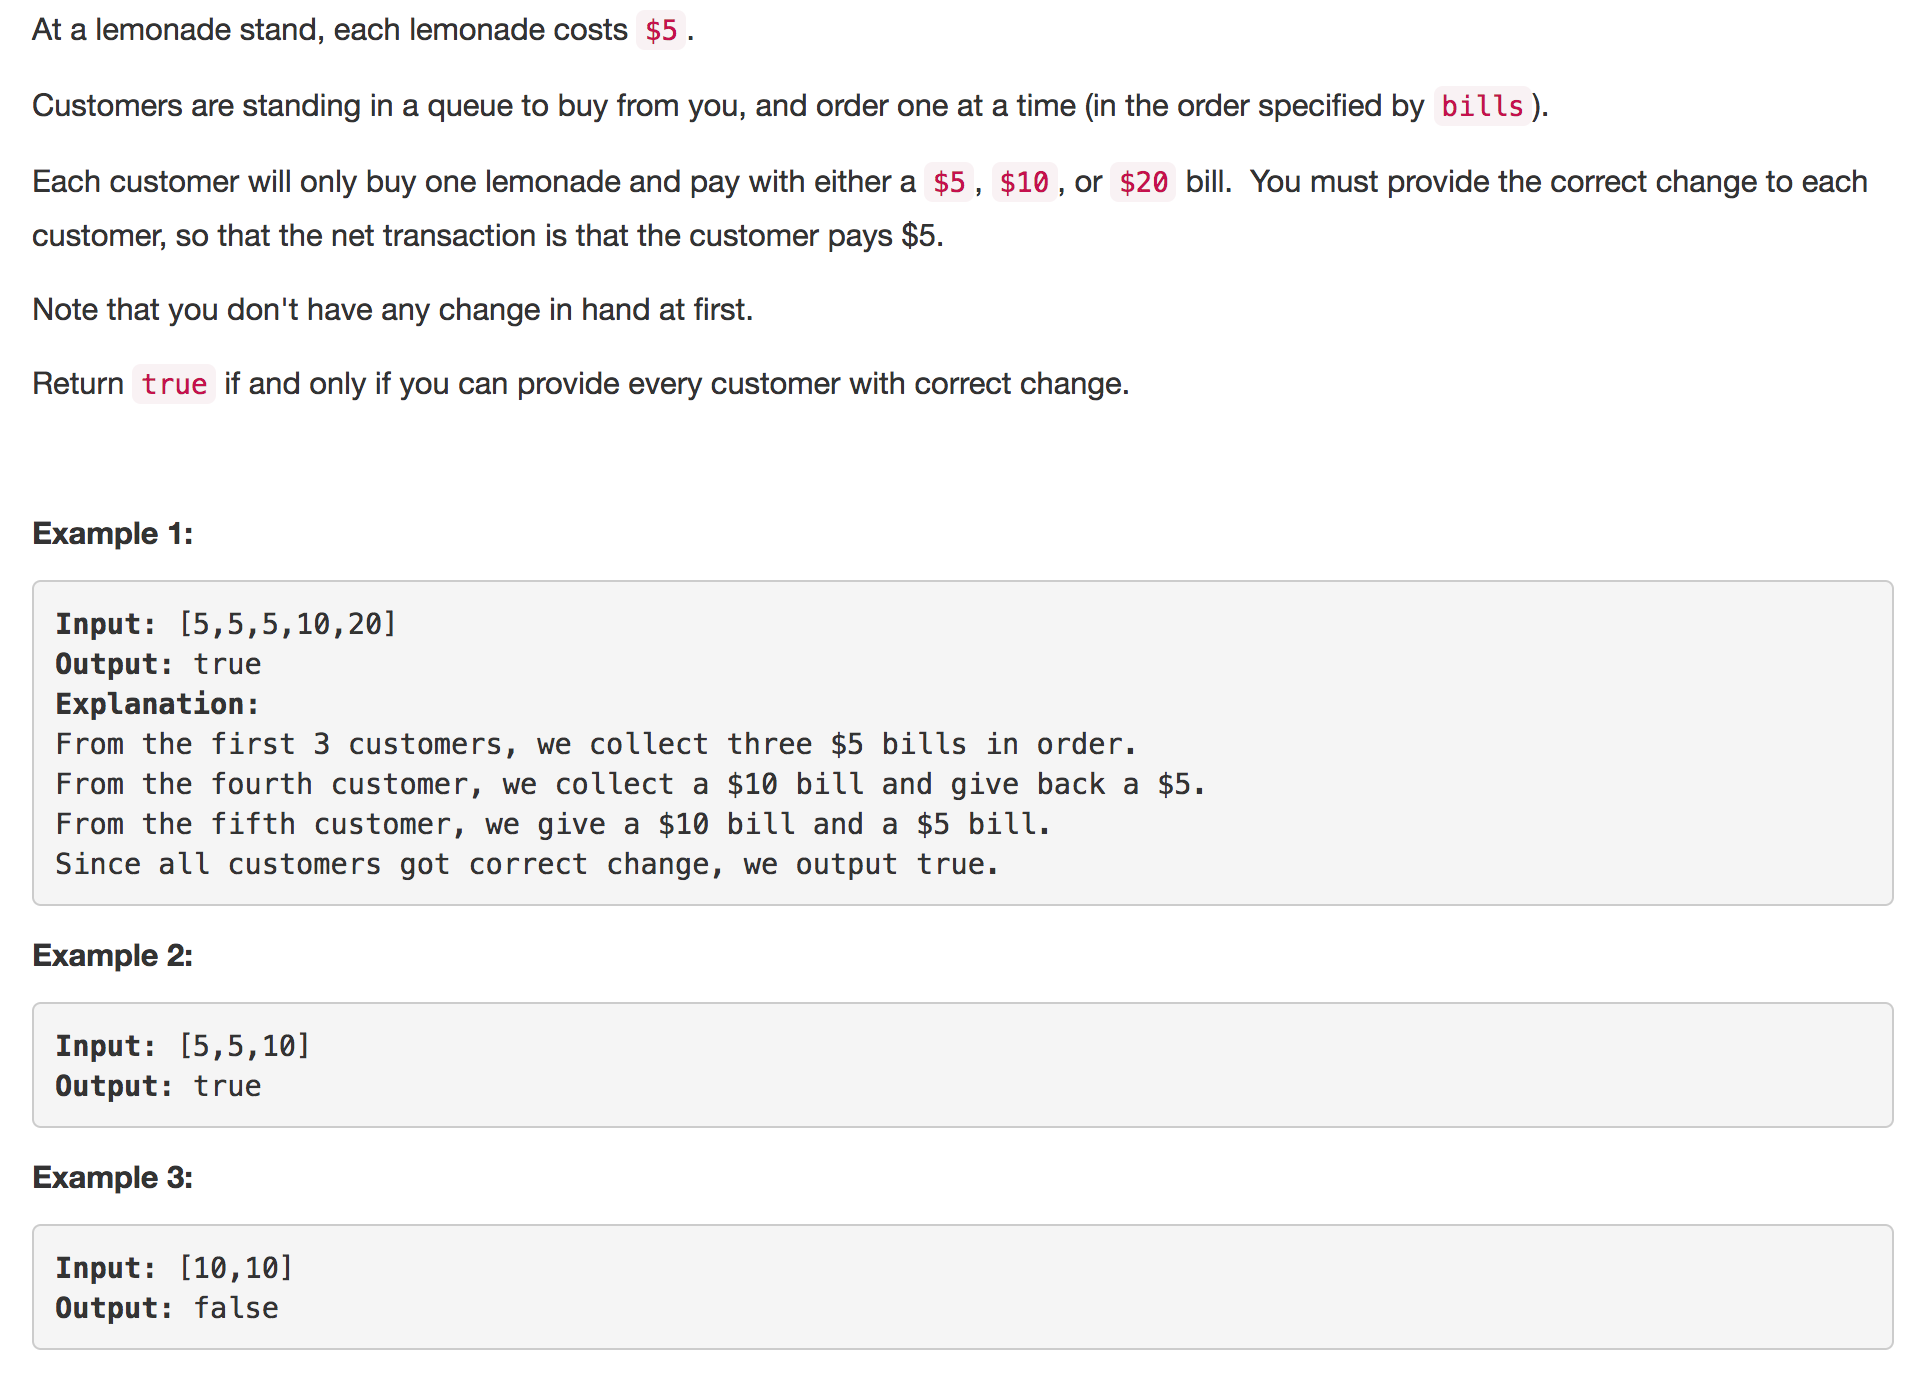 At a lemonade stand, each lemonade costs $5 .
Customers are standing in a queue to buy from you, and order one at a time (in the order specified by bills ).
Each customer will only buy one lemonade and pay with either a $5 , $10 , or $20 bill.  You must provide the correct change to each
customer, so that the net transaction is that the customer pays $5.
Note that you don't have any change in hand at first.
Return true if and only if you can provide every customer with correct change.
Example 1:
Input: [5,5,5,10,20]
Output: true
Explanation:
From the first 3 customers, we collect three $5 bills in order.
From the fourth customer, we collect a $10 bill and give back a $5.
From the fifth customer, we give a $10 bill and a $5 bill.
Since all customers got correct change, we output true.
Example 2:
Input: [5,5,10]
Output: true
Example 3:
Input: [10,10]
Output: false